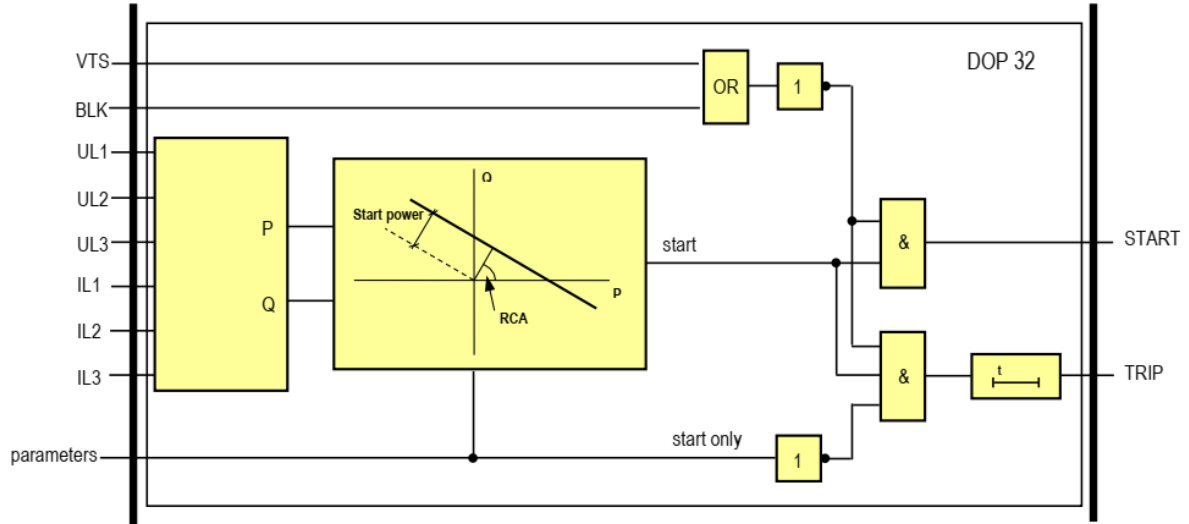 DOP 32
VTS
BLK
OR
1
UL1
UL2
UL3
IL1
IL2
IL3
P
Q
Q
Start power
RCA
P
start
&
START
&
t
TRIP
parameters
start only
1